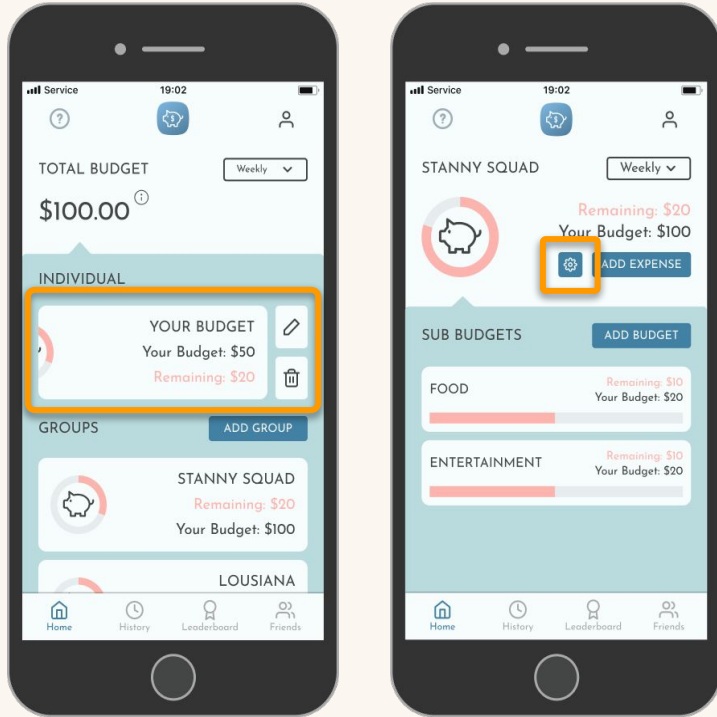 Service 19:02
?
$
TOTAL BUDGET Weekly
$100.00 i
INDIVIDUAL
YOUR BUDGET
Your Budget: $50
Remaining: $20
GROUPS ADD GROUP
STANNY SQUAD
Remaining: $20
Your Budget: $100
LOUSIANA
Home History Leaderboard Friends
Service 19:02
?
$
STANNY SQUAD Weekly
Remaining: $20
Your Budget: $100
ADD EXPENSE
SUB BUDGETS ADD BUDGET
FOOD
Remaining: $10
Your Budget: $20
ENTERTAINMENT
Remaining: $10
Your Budget: $20
Home History Leaderboard Friends